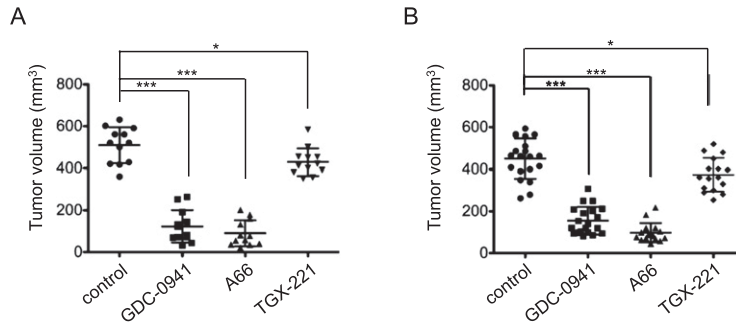 A
Tumor volume (mm³)
800
600
400
200
0
*
***
***
control
GDC-0941
A66
TGX-221
B
Tumor volume (mm³)
800
600
400
200
0
*
***
***
control
GDC-0941
A66
TGX-221